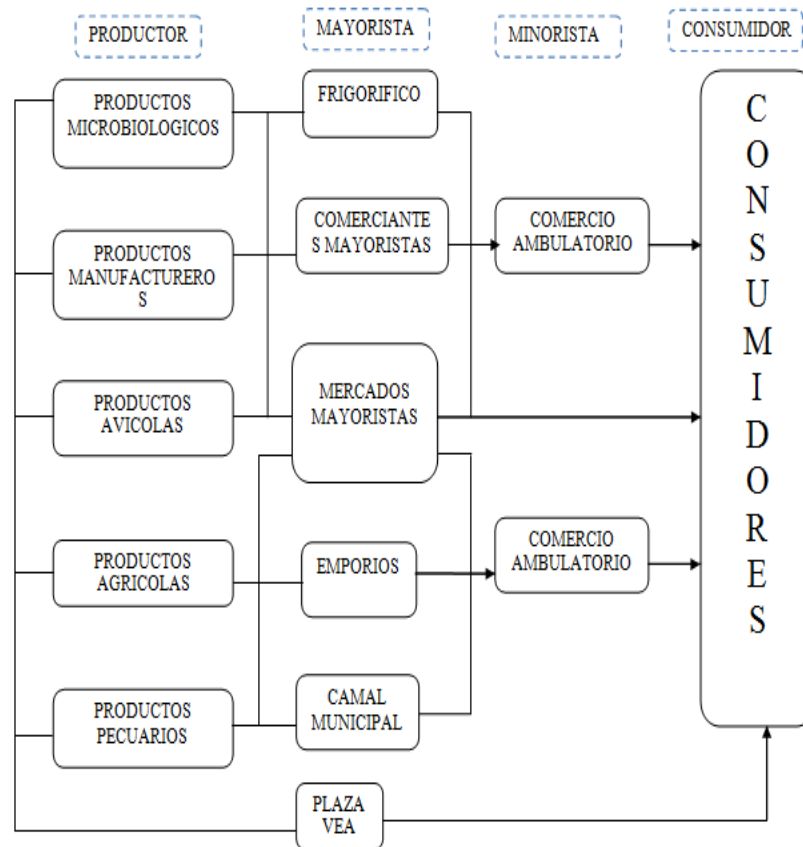 PRODUCTOR
MAYORISTA
MINORISTA
CONSUMIDOR
PRODUCTOS
MICROBIOLOGICOS
FRIGORIFICO
PRODUCTOS
MANUFACTURERO
S
COMERCIANTE
S MAYORISTAS
COMERCIO
AMBULATORIO
PRODUCTOS
AVICOLAS
MERCADOS
MAYORISTAS
PRODUCTOS
AGRICOLAS
EMPORIOS
COMERCIO
AMBULATORIO
PRODUCTOS
PECUARIOS
CAMAL
MUNICIPAL
PLAZA
VEA
C
O
N
S
U
M
I
D
O
R
E
S